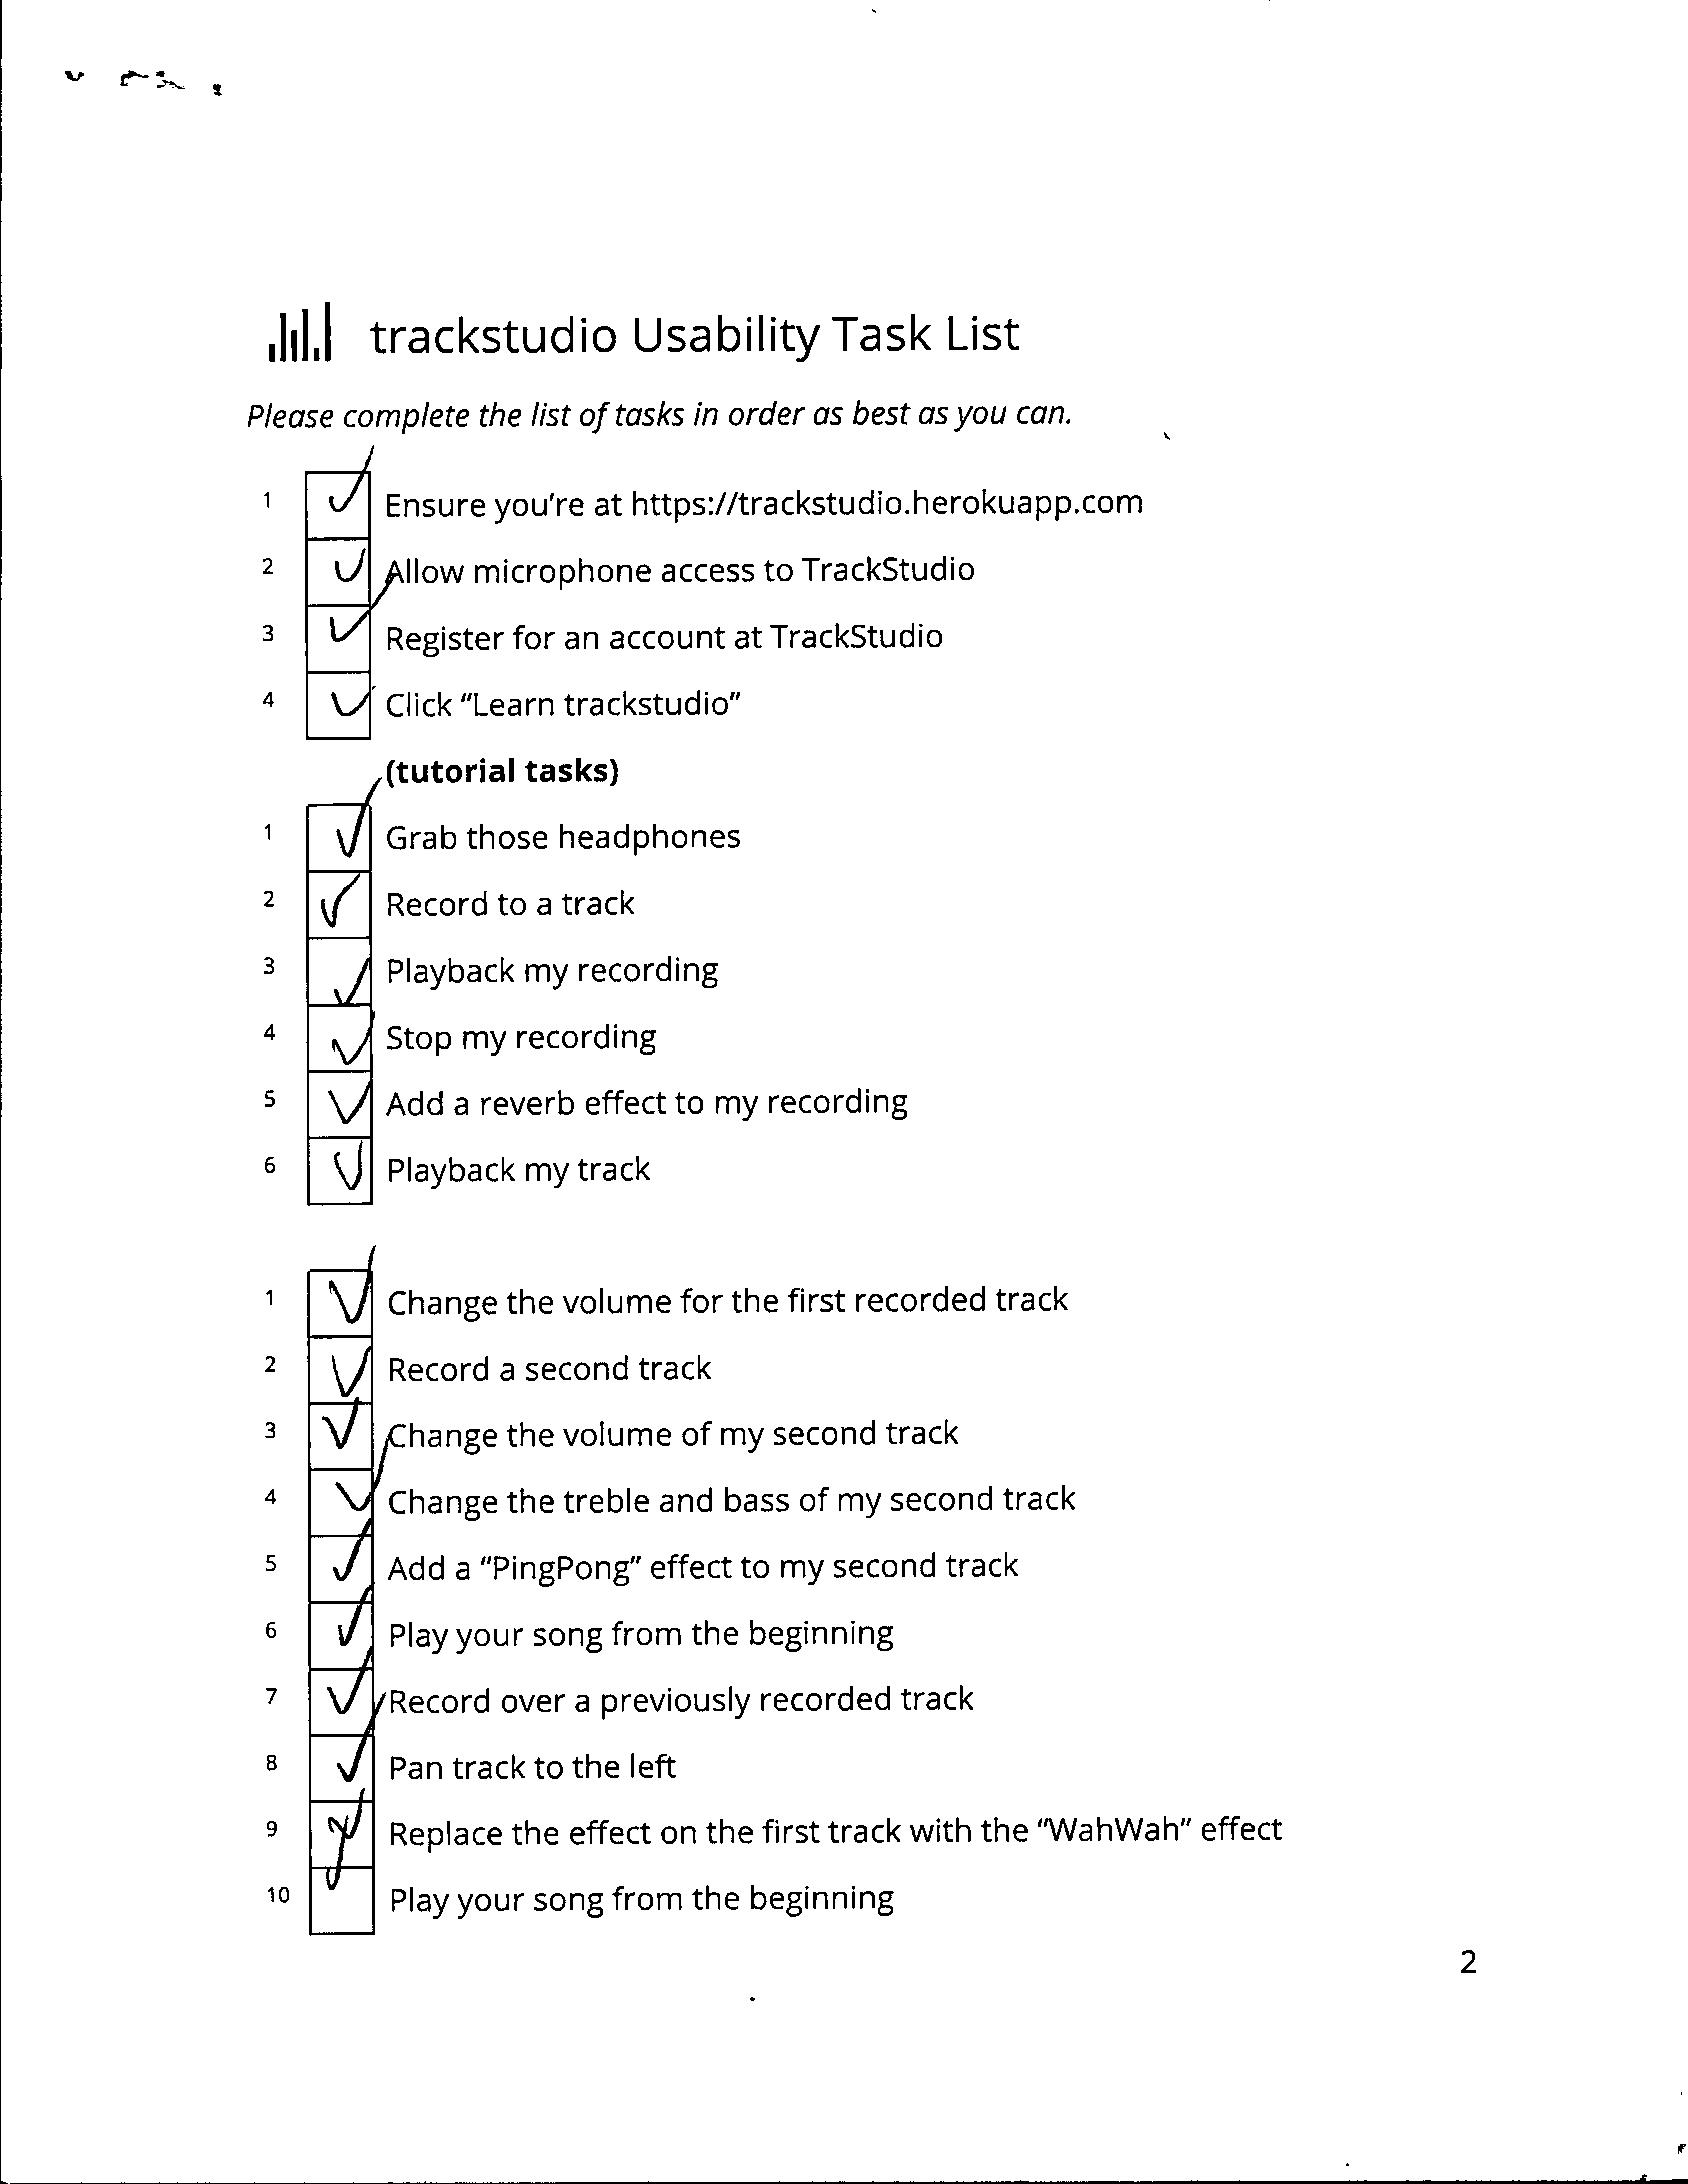 trackstudio Usability Task List
Please complete the list of tasks in order as best as you can.
1 Ensure you're at https://trackstudio.herokuapp.com
2 Allow microphone access to TrackStudio
3 Register for an account at TrackStudio
4 Click “Learn trackstudio”
(tutorial tasks)
1 Grab those headphones
2 Record to a track
3 Playback my recording
4 Stop my recording
5 Add a reverb effect to my recording
6 Playback my track
1 Change the volume for the first recorded track
2 Record a second track
3 Change the volume of my second track
4 Change the treble and bass of my second track
5 Add a “PingPong” effect to my second track
6 Play your song from the beginning
7 Record over a previously recorded track
8 Pan track to the left
9 Replace the effect on the first track with the “WahWah” effect
10 Play your song from the beginning
2